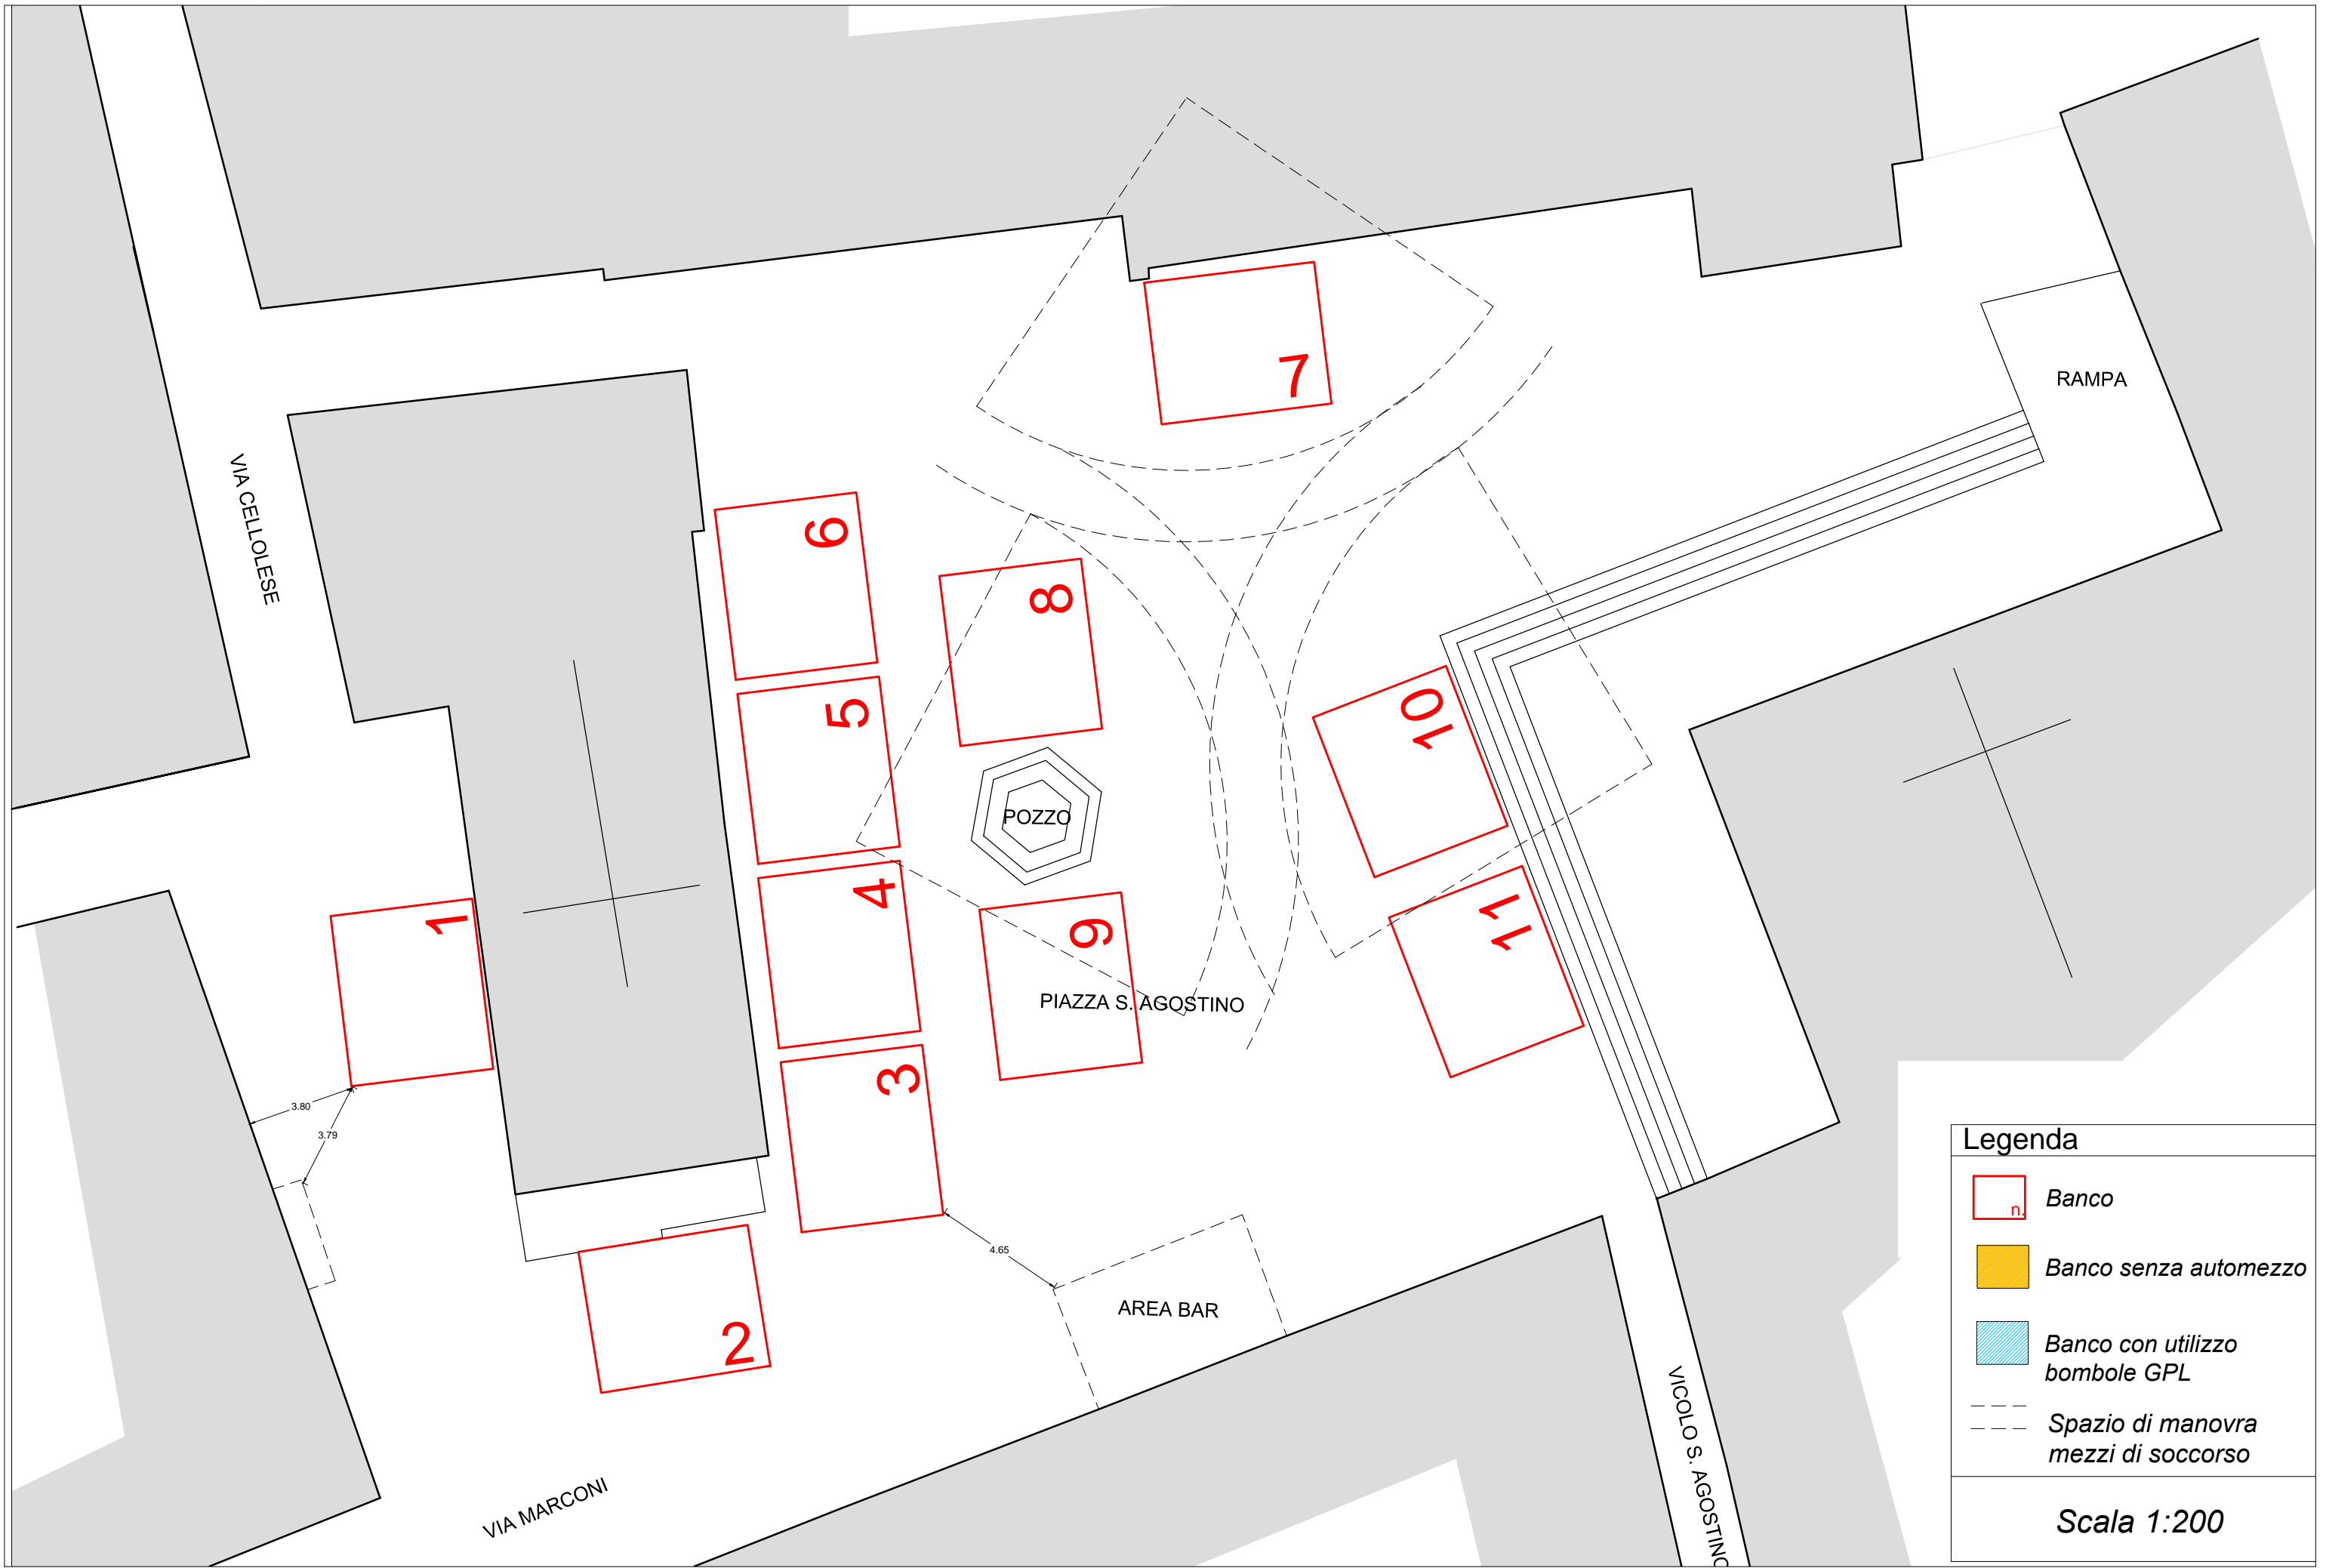 7
RAMPA
VIA CELLOLESE
6
8
5
10
POZZO
4
1
9
11
PIAZZA S. AGOSTINO
3
3.80
3.79
4.65
AREA BAR
2
VIA MARCONI
VICOLO S. AGOSTINO
Legenda
n.
Banco
Banco senza automezzo
Banco con utilizzo
bombole GPL
Spazio di manovra
mezzi di soccorso
Scala 1:200